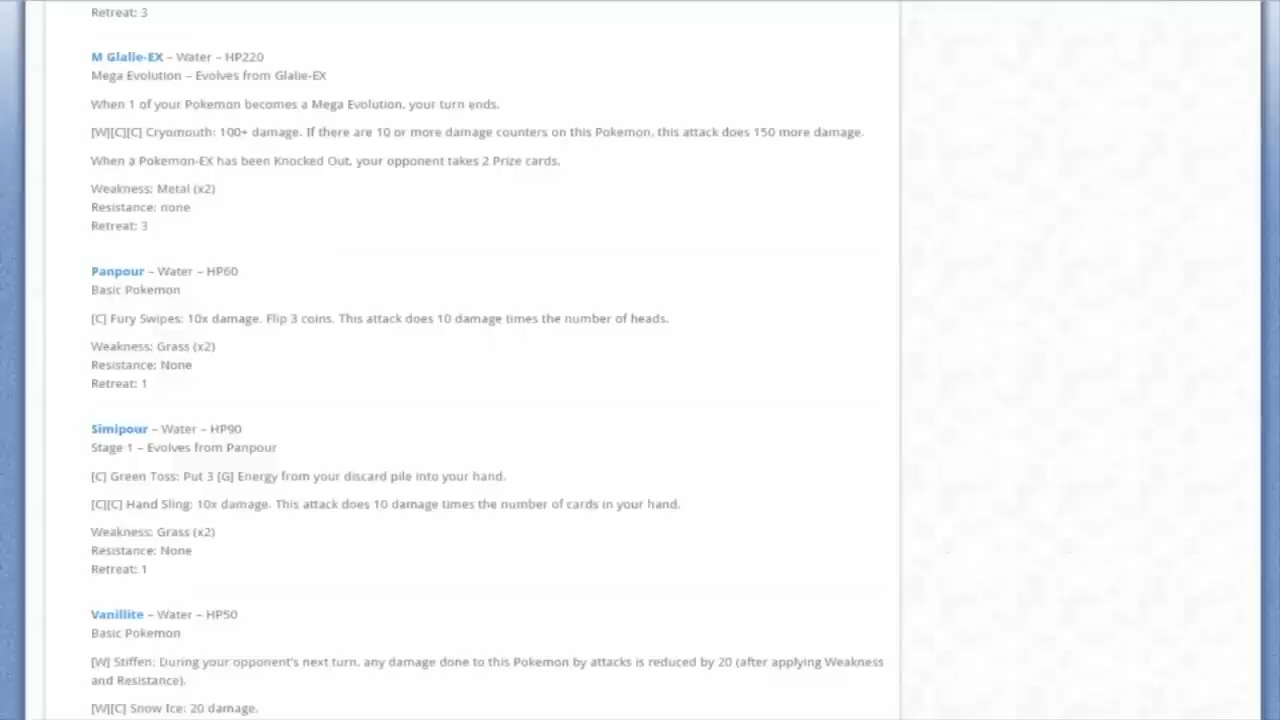 Retreat: 3
M Glalie-EX – Water – HP220
Mega Evolution – Evolves from Glalie-EX
When 1 of your Pokemon becomes a Mega Evolution, your turn ends.
[W][C][C] Cryomouth: 100+ damage. If there are 10 or more damage counters on this Pokemon, this attack does 150 more damage.
When a Pokemon-EX has been Knocked Out, your opponent takes 2 Prize cards.
Weakness: Metal (x2)
Resistance: none
Retreat: 3
Panpour – Water – HP60
Basic Pokemon
[C] Fury Swipes: 10x damage. Flip 3 coins. This attack does 10 damage times the number of heads.
Weakness: Grass (x2)
Resistance: None
Retreat: 1
Simipour – Water – HP90
Stage 1 – Evolves from Panpour
[C] Green Toss: Put 3 [G] Energy from your discard pile into your hand.
[C][C] Hand Sling: 10x damage. This attack does 10 damage times the number of cards in your hand.
Weakness: Grass (x2)
Resistance: None
Retreat: 1
Vanillite – Water – HP50
Basic Pokemon
[W] Stiffen: During your opponent's next turn, any damage done to this Pokemon by attacks is reduced by 20 (after applying Weakness
and Resistance).
[W][C] Snow Ice: 20 damage.